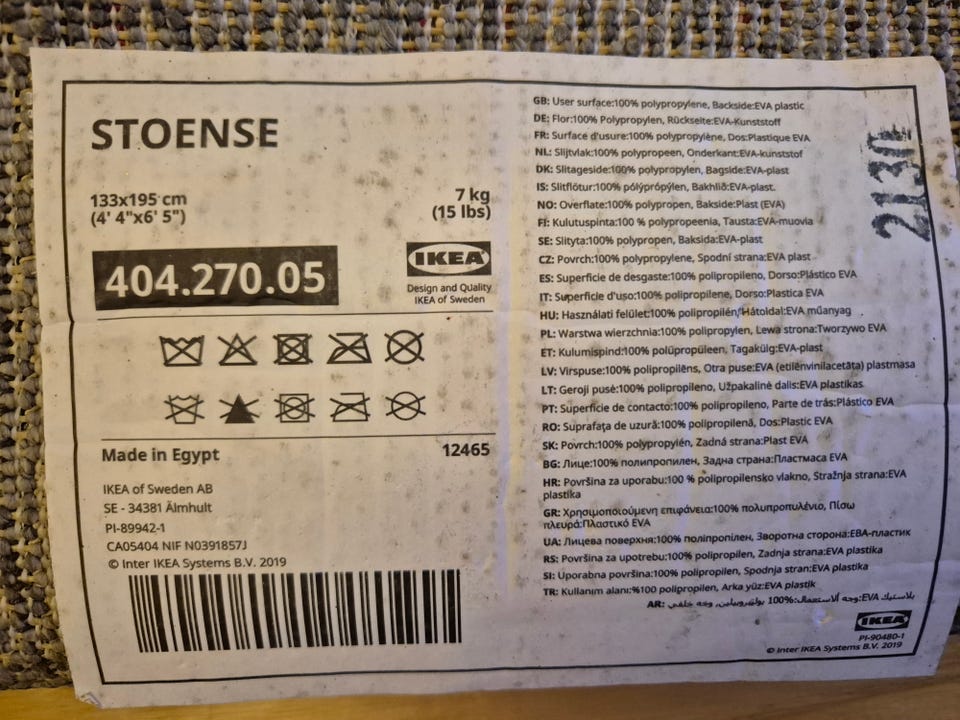 STOENSE
133x195 cm
(4' 4"x6' 5")
7 kg
(15 lbs)
404.270.05
IKEA
Design and Quality
IKEA of Sweden
Made in Egypt
12465
IKEA of Sweden AB
SE - 34381 Älmhult
PI-89942-1
CA05404 NIF N0391857J
© Inter IKEA Systems B.V. 2019
GB: User surface:100% polypropylene, Backside:EVA plastic
DE: Flor:100% Polypropylen, Rückseite:EVA-Kunststoff
FR: Surface d'usure:100% polypropylène, Dos:Plastique EVA
NL: Slijtvlak:100% polypropeen, Onderkant:EVA-kunststof
DK: Slitageside:100% polypropylen, Bagside:EVA-plast
IS: Slitflötur:100% pólýprópýlen, Bakhlið:EVA-plast.
NO: Overflate:100% polypropen, Bakside:Plast (EVA)
FI: Kulutuspinta:100 % polypropeenia, Tausta:EVA-muovia
SE: Slityta:100% polypropen, Baksida:EVA-plast
CZ: Povrch:100% polypropylene, Spodní strana:EVA plast
ES: Superficie de desgaste:100% polipropileno, Dorso:Plástico EVA
IT: Superficie d'uso:100% polipropilene, Dorso:Plastica EVA
HU: Használati felület:100% polipropilén, Hátoldal:EVA műanyag
PL: Warstwa wierzchnia:100% polipropylen, Lewa strona:Tworzywo EVA
ET: Kulumispind:100% polüpropüleen, Tagakülg:EVA-plast
LV: Virspuse:100% polipropilēns, Otra puse:EVA (etilēnvinilacetāta) plastmasa
LT: Geroji pusė:100% polipropileno, Užpakalinė dalis:EVA plastikas
PT: Superfície de contacto:100% polipropileno, Parte de trás:Plástico EVA
RO: Suprafaţa de uzură:100% polipropilenă, Dos:Plastic EVA
SK: Povrch:100% polypropylén, Zadná strana:Plast EVA
BG: Лице:100% полипропилен, Задна страна:Пластмаса EVA
HR: Površina za uporabu:100 % polipropilensko vlakno, Stražnja strana:EVA
plastika
GR: Χρησιμοποιούμενη επιφάνεια:100% πολυπροπυλένιο, Πίσω
πλευρά:Πλαστικό EVA
UA: Лицева поверхня:100% поліпропілен, Зворотна сторона:ЕВА-пластик
RS: Površina za upotrebu:100% polipropilen, Zadnja strana:EVA plastika
SI: Uporabna površina:100% polipropilen, Spodnja stran:EVA plastika
TR: Kullanım alanı:%100 polipropilen, Arka yüz:EVA plastik
AR: وجه الاستعمال:100% بوليبروبيلين، وجه خلفي:EVA بلاستيك
IKEA
PI-90480-1
© Inter IKEA Systems B.V. 2019